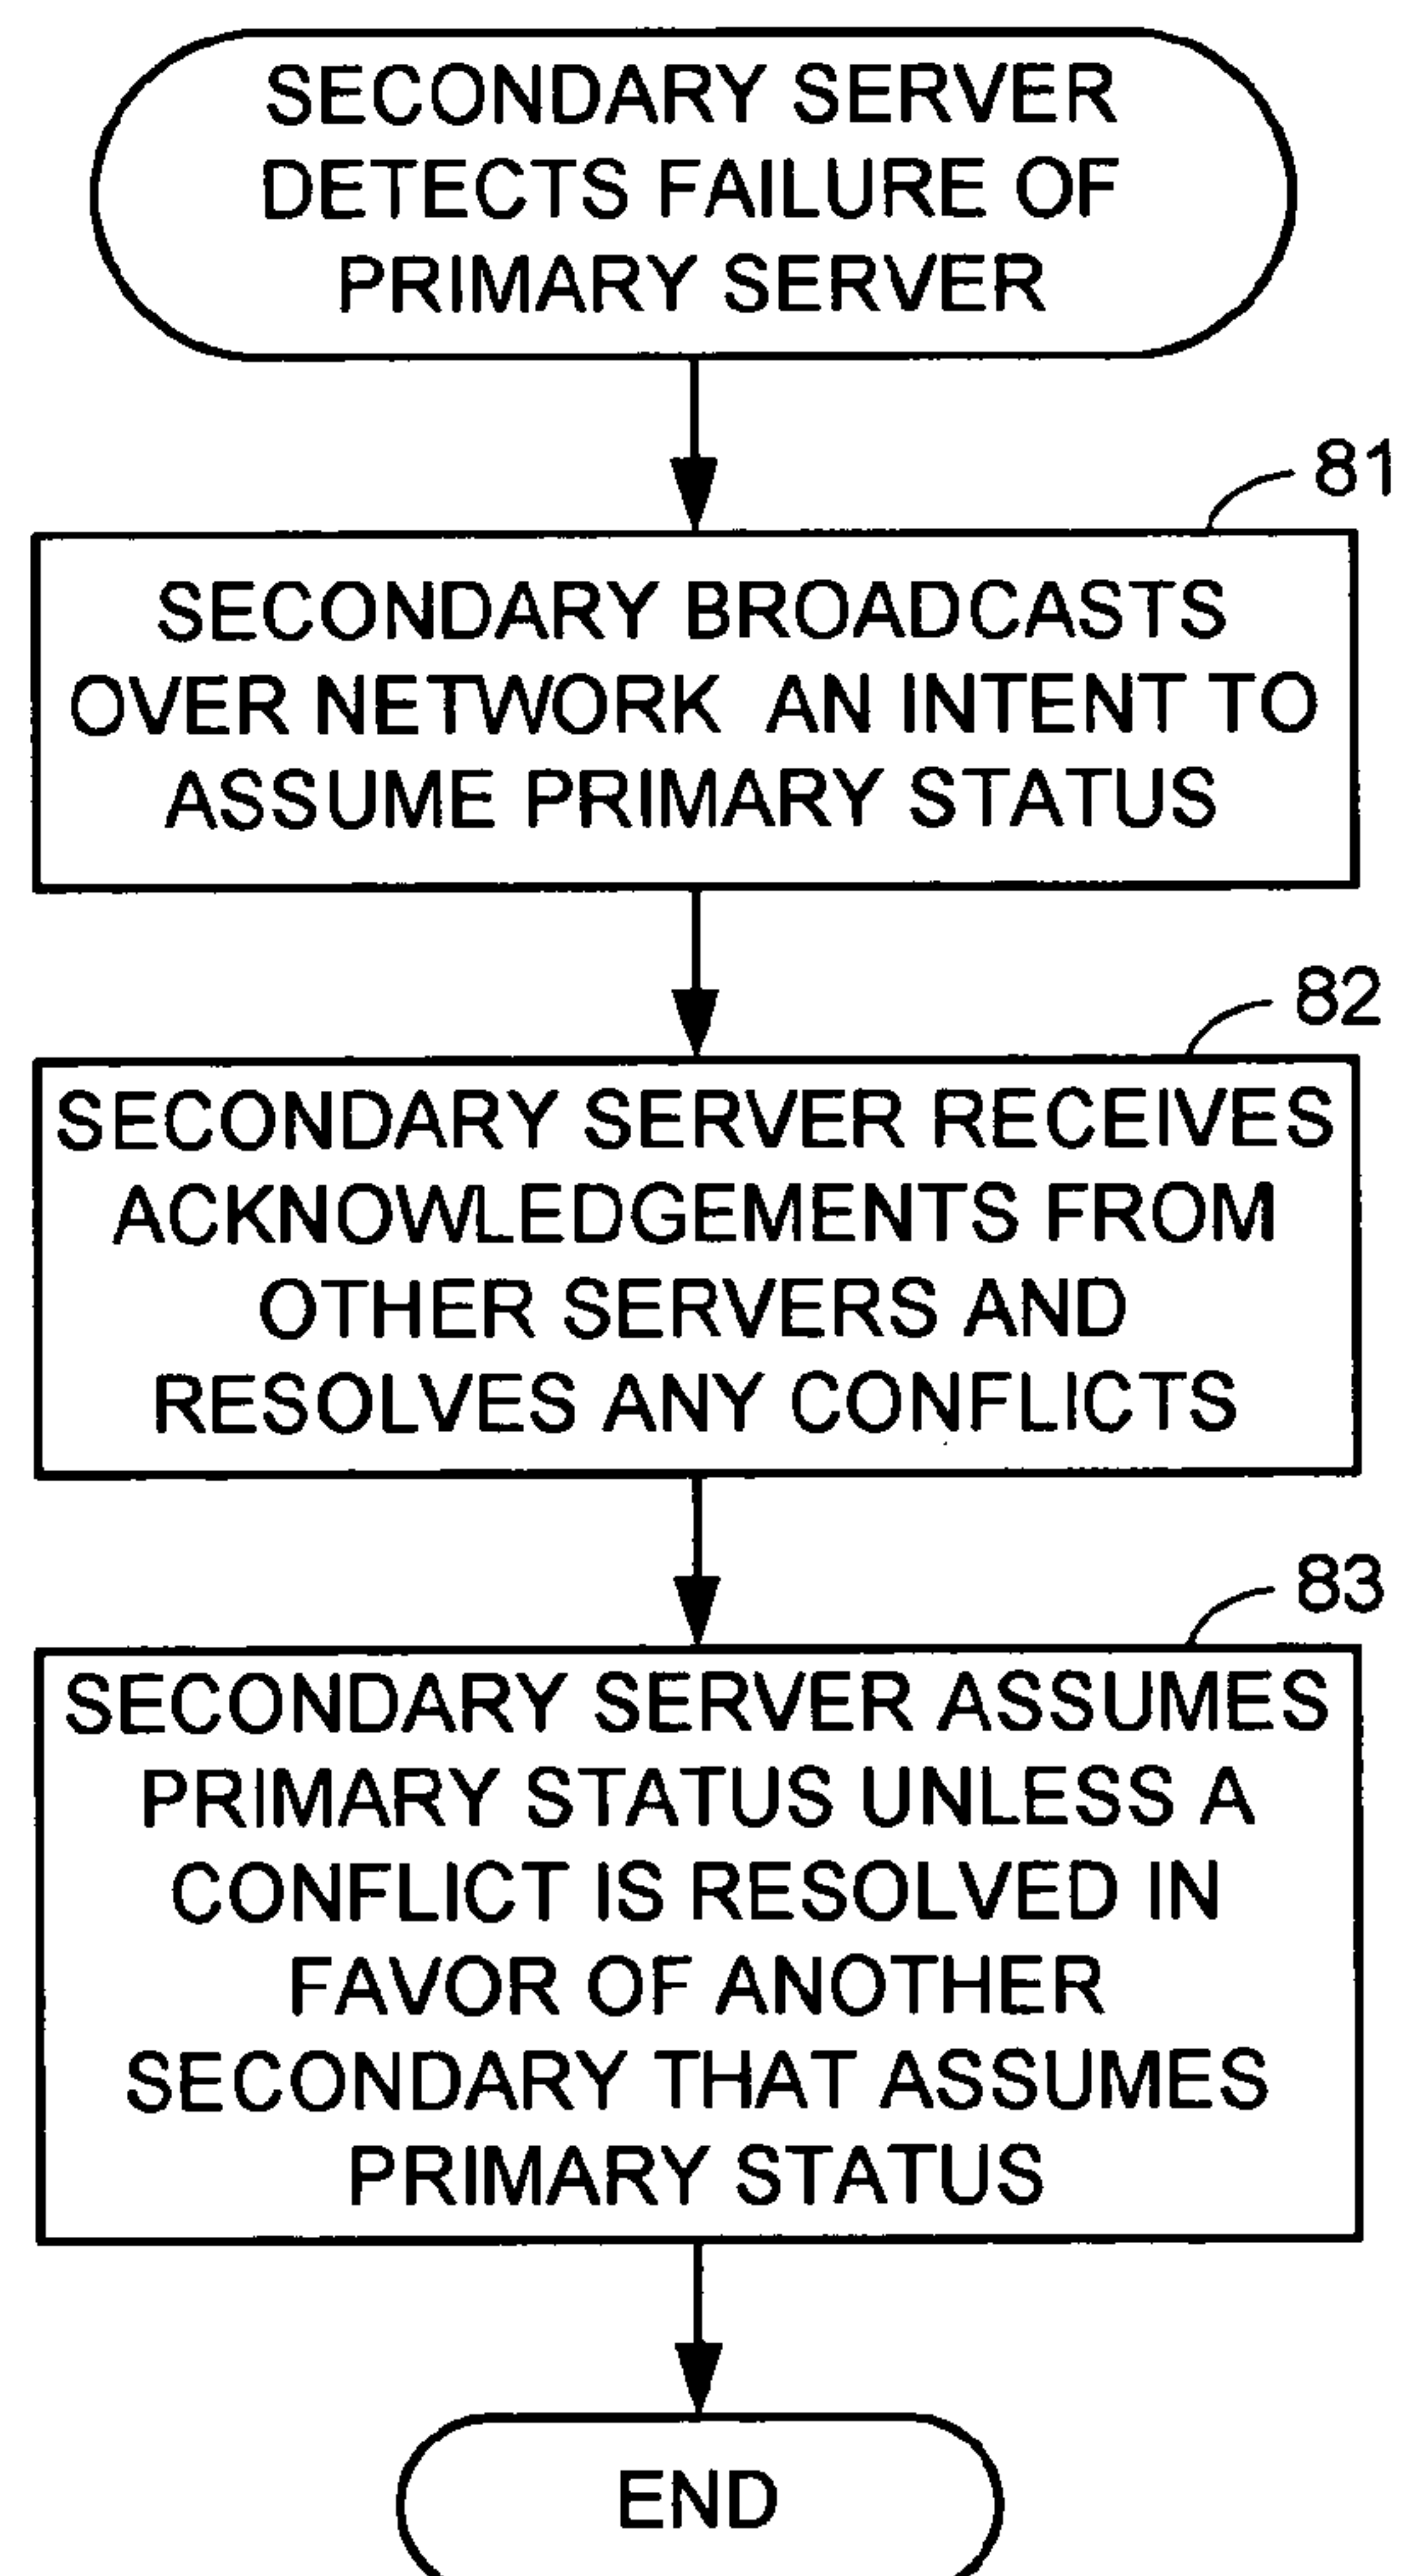 SECONDARY SERVER
DETECTS FAILURE OF
PRIMARY SERVER
81
SECONDARY BROADCASTS
OVER NETWORK AN INTENT TO
ASSUME PRIMARY STATUS
82
SECONDARY SERVER RECEIVES
ACKNOWLEDGEMENTS FROM
OTHER SERVERS AND
RESOLVES ANY CONFLICTS
83
SECONDARY SERVER ASSUMES
PRIMARY STATUS UNLESS A
CONFLICT IS RESOLVED IN
FAVOR OF ANOTHER
SECONDARY THAT ASSUMES
PRIMARY STATUS
END